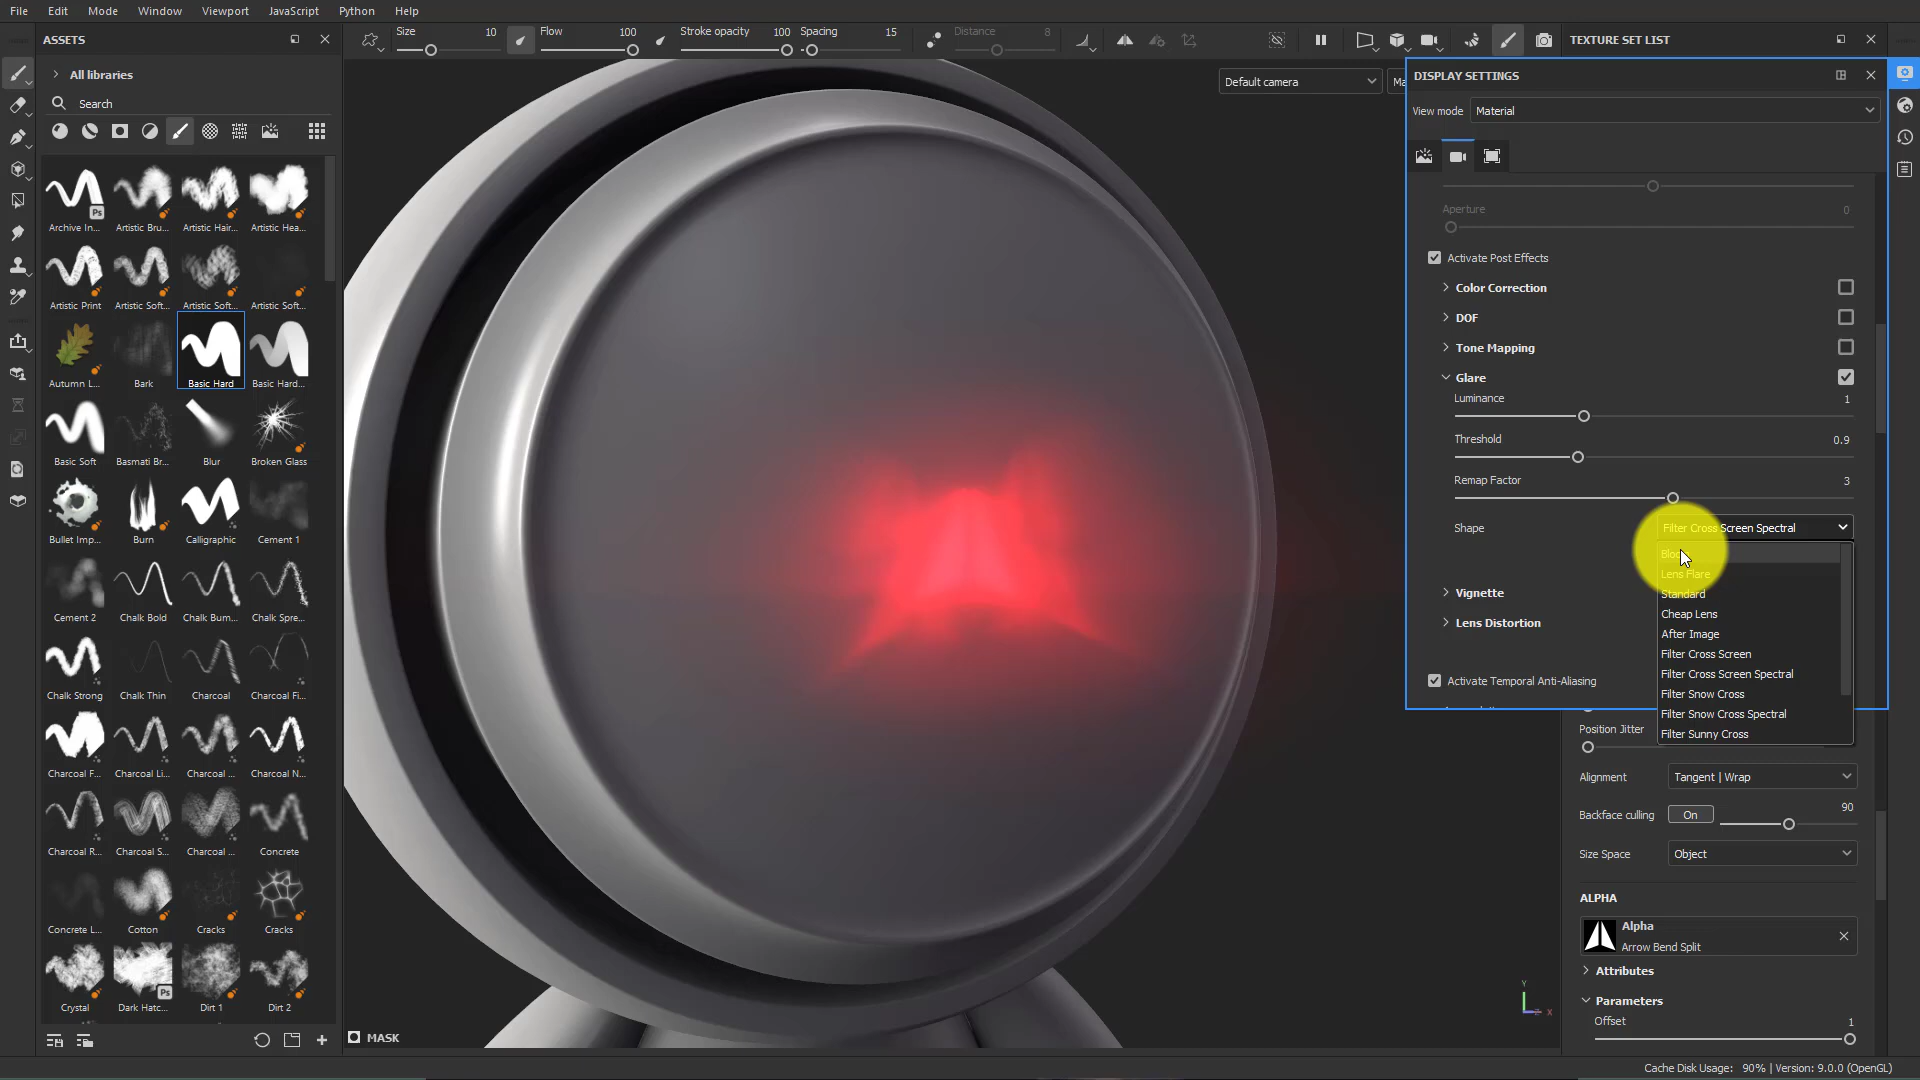 File Edit Mode Window Viewport JavaScript Python Help
ASSETS
All libraries
Search
Archive In...
Artistic Bru...
Artistic Hair...
Artistic Hea...
Artistic Print
Artistic Soft...
Artistic Soft...
Artistic Soft...
Autumn L...
Bark
Basic Hard
Basic Hard...
Basic Soft
Basmati Br...
Blur
Broken Glass
Bullet Imp...
Burn
Calligraphic
Cement 1
Cement 2
Chalk Bold
Chalk Bum...
Chalk Spre...
Chalk Strong
Chalk Thin
Charcoal
Charcoal Fi...
Charcoal F...
Charcoal Li...
Charcoal ...
Charcoal N...
Charcoal R...
Charcoal S...
Charcoal ...
Concrete
Concrete L...
Cotton
Cracks
Cracks
Crystal
Dark Hatc...
Dirt 1
Dirt 2
Ps
Ps
Size 10
Flow 100
Stroke opacity 100
Spacing 15
Distance 8
Default camera
Ma
MASK
Y
X
TEXTURE SET LIST
DISPLAY SETTINGS
View mode Material
Aperture 0
Activate Post Effects
Color Correction
DOF
Tone Mapping
Glare
Luminance 1
Threshold 0.9
Remap Factor 3
Shape Filter Cross Screen Spectral
Lens Flare
Standard
Cheap Lens
After Image
Filter Cross Screen
Filter Cross Screen Spectral
Filter Snow Cross
Filter Snow Cross Spectral
Filter Sunny Cross
Vignette
Lens Distortion
Activate Temporal Anti-Aliasing
Position Jitter
Alignment Tangent | Wrap
Backface culling On 90
Size Space Object
ALPHA
Alpha
Arrow Bend Split
Attributes
Parameters
Offset 1
Cache Disk Usage: 90% | Version: 9.0.0 (OpenGL)